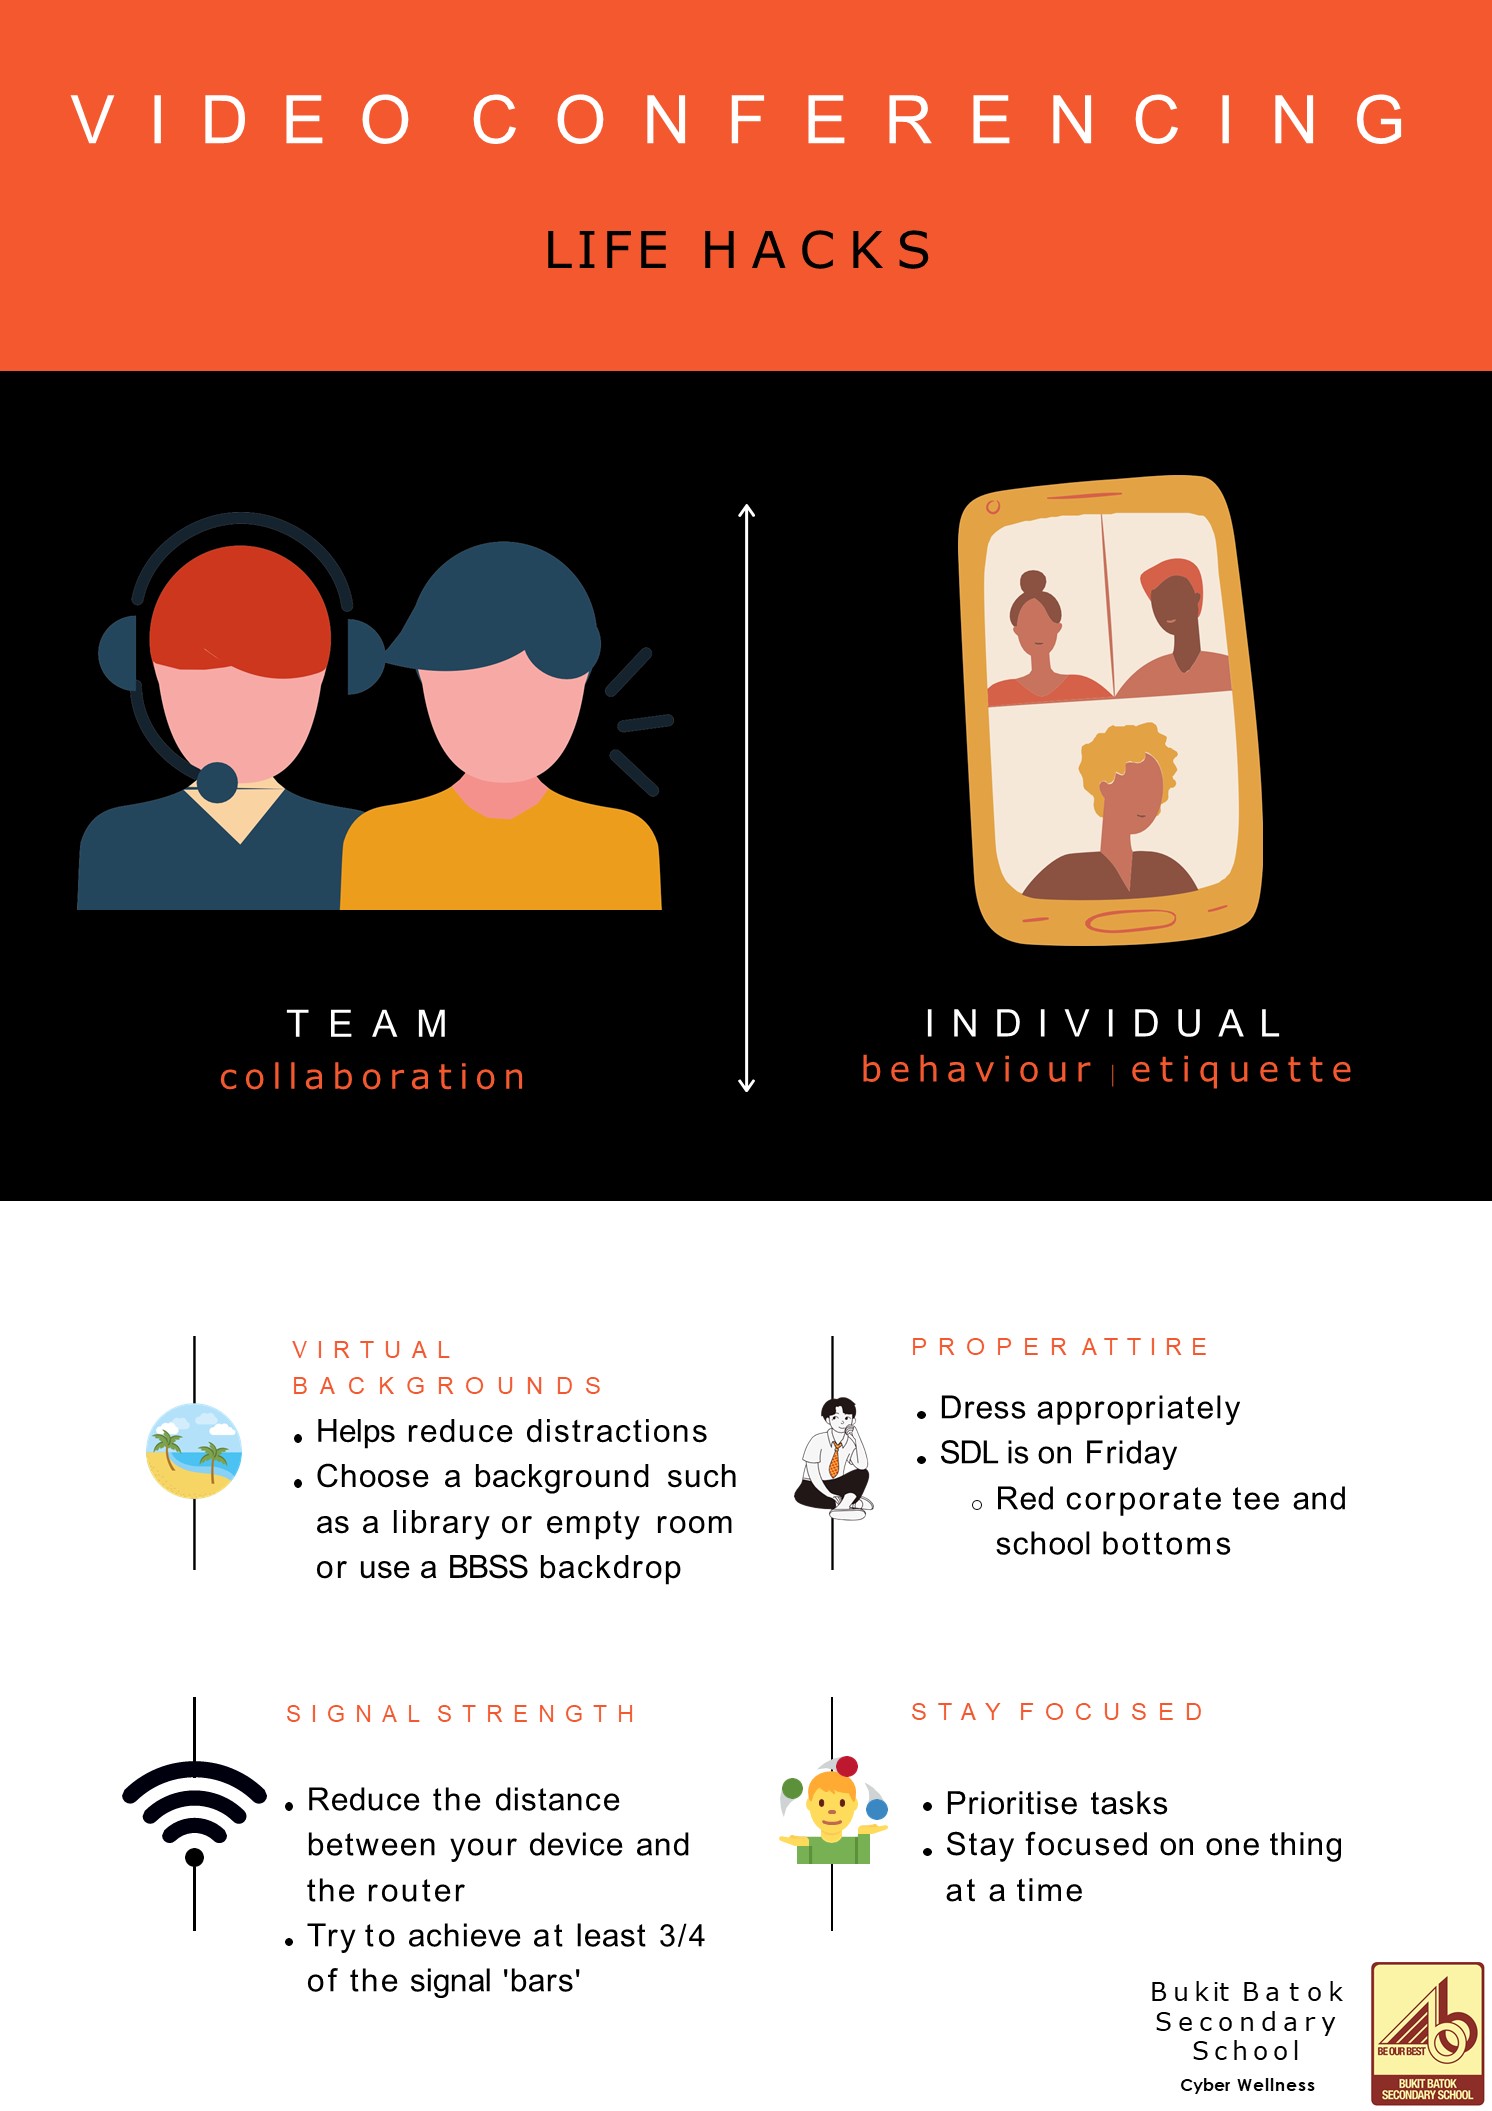 VIDEO CONFERENCING
LIFE HACKS
TEAM
collaboration
INDIVIDUAL
behaviour | etiquette
VIRTUAL
BACKGROUNDS
• Helps reduce distractions
• Choose a background such
as a library or empty room
or use a BBSS backdrop
PROPER ATTIRE
• Dress appropriately
• SDL is on Friday
○ Red corporate tee and
school bottoms
SIGNAL STRENGTH
• Reduce the distance
between your device and
the router
• Try to achieve at least 3/4
of the signal 'bars'
STAY FOCUSED
• Prioritise tasks
• Stay focused on one thing
at a time
Bukit Batok
Secondary
School
Cyber Wellness
BE OUR BEST
BUKIT BATOK
SECONDARY SCHOOL